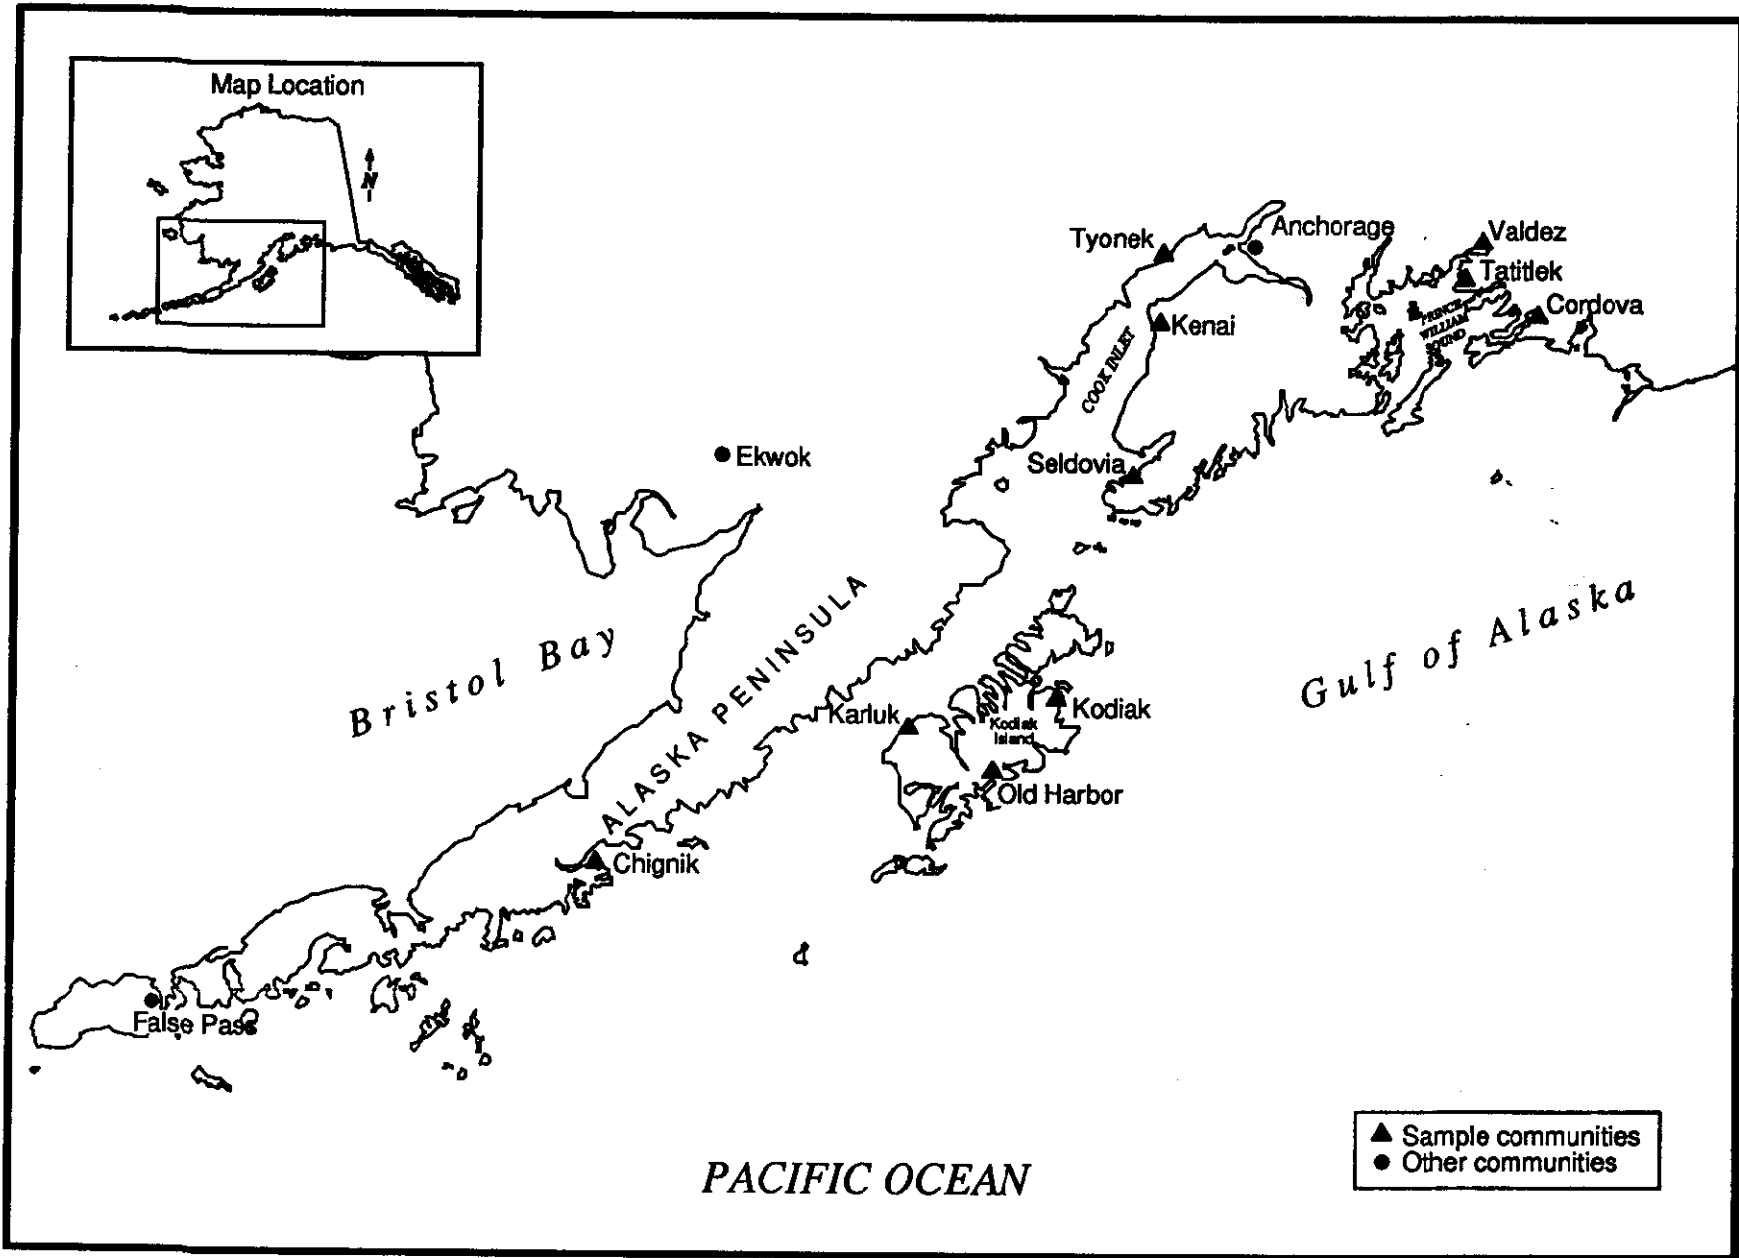 Map Location
N
Tyonek
Anchorage
Valdez
Tatitlek
Cordova
PRINCE
WILLIAM
SOUND
Kenai
COOK INLET
Ekwok
Seldovia
Bristol Bay
ALASKA PENINSULA
Gulf of Alaska
Karluk
Kodiak
Island
Kodiak
Old Harbor
Chignik
False Pass
PACIFIC OCEAN
Sample communities
Other communities